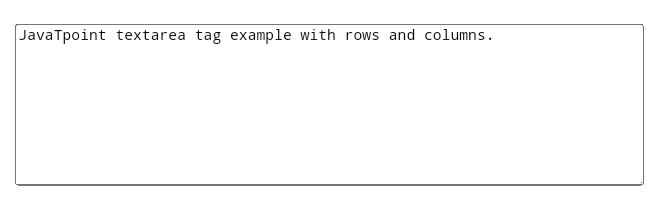 JavaTpoint textarea tag example with rows and columns.